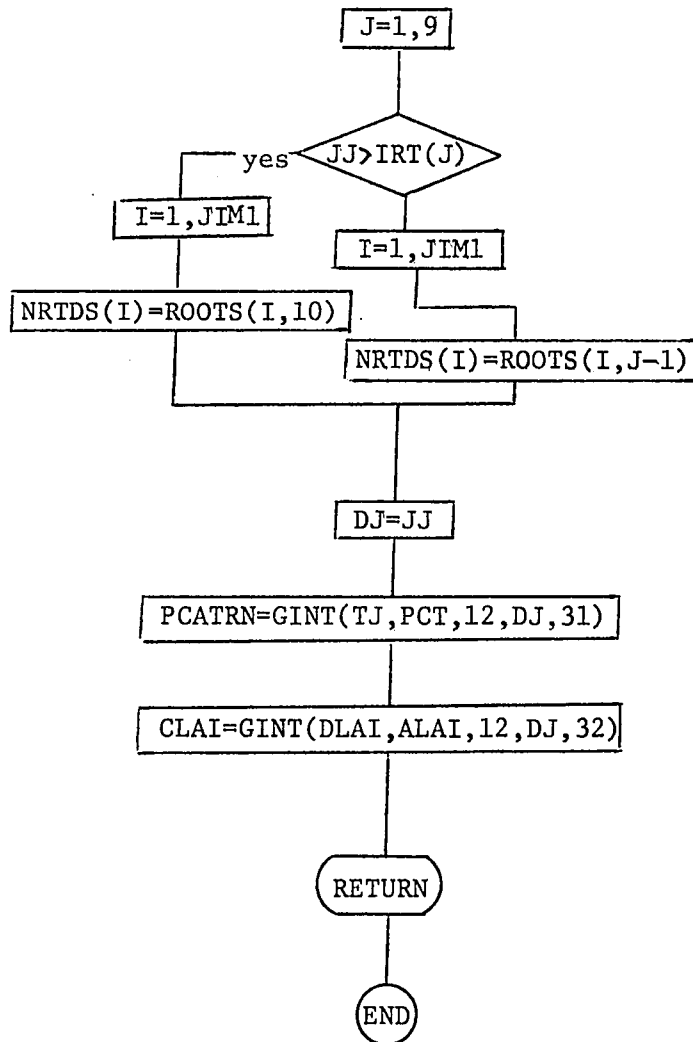 J=1,9
yes
JJ>IRT(J)
I=1,JIM1
I=1,JIM1
NRTDS(I)=ROOTS(I,10)
NRTDS(I)=ROOTS(I,J-1)
DJ=JJ
PCATRN=GINT(TJ,PCT,12,DJ,31)
CLAI=GINT(DLAI,ALAI,12,DJ,32)
RETURN
END